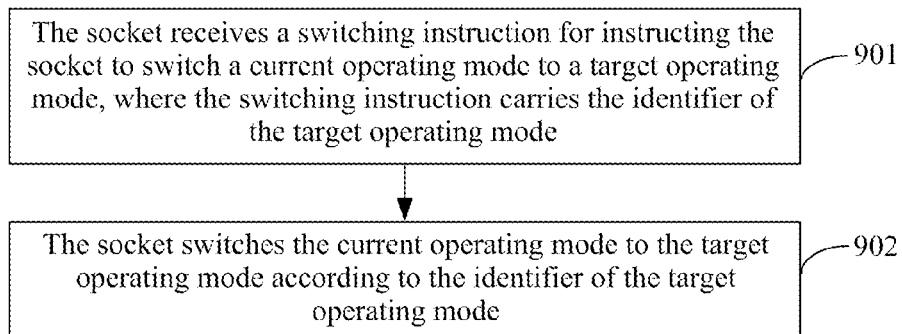 The socket receives a switching instruction for instructing the
socket to switch a current operating mode to a target operating
mode, where the switching instruction carries the identifier of
the target operating mode
901
The socket switches the current operating mode to the target
operating mode according to the identifier of the target
operating mode
902